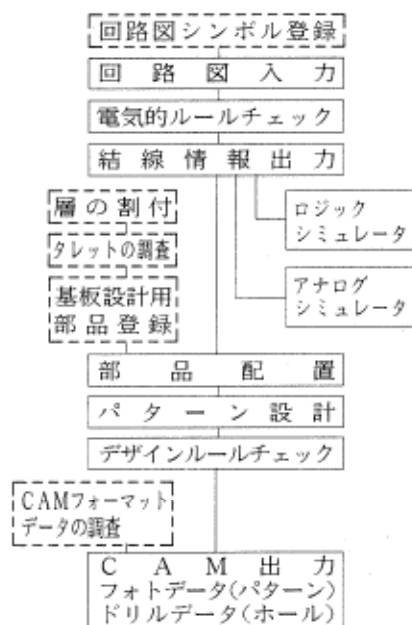 回路図シンボル登録
回路図入力
電気的ルールチェック
結線情報出力
層の割付
タレットの調査
基板設計用
部品登録
ロジック
シミュレータ
アナログ
シミュレータ
部品配置
パターン設計
デザインルールチェック
CAMフォーマット
データの調査
CAM出力
フォトデータ(パターン)
ドリルデータ(ホール)